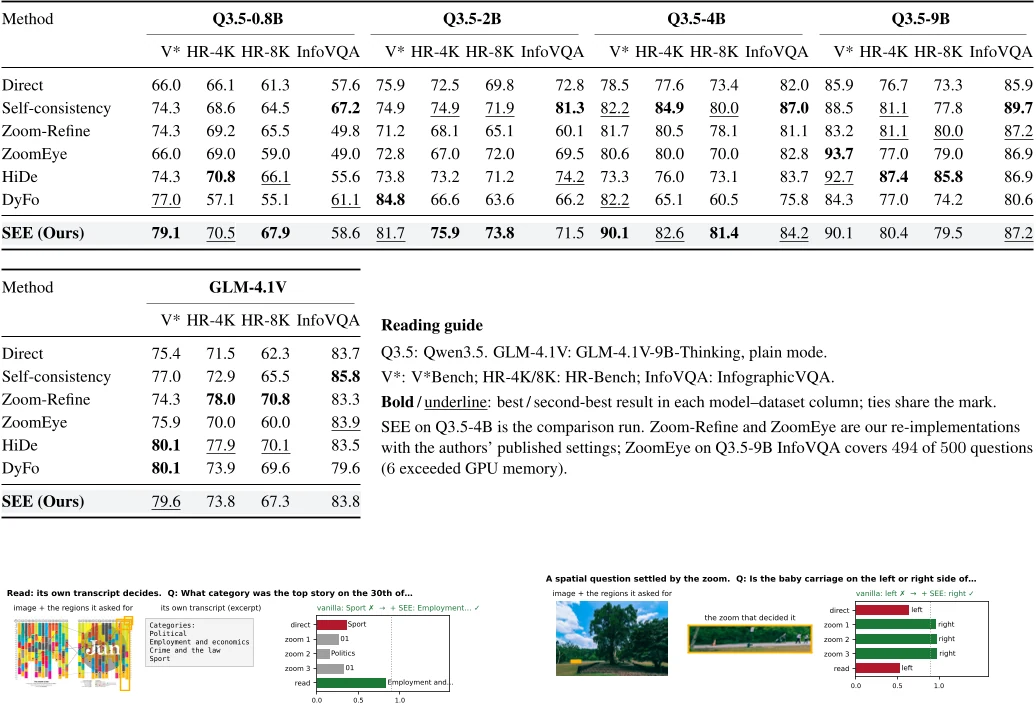 Method Q3.5-0.8B Q3.5-2B Q3.5-4B Q3.5-9B
V* HR-4K HR-8K InfoVQA V* HR-4K HR-8K InfoVQA V* HR-4K HR-8K InfoVQA V* HR-4K HR-8K InfoVQA
Direct 66.0 66.1 61.3 57.6 75.9 72.5 69.8 72.8 78.5 77.6 73.4 82.0 85.9 76.7 73.3 85.9
Self-consistency 74.3 68.6 64.5 67.2 74.9 74.9 71.9 81.3 82.2 84.9 80.0 87.0 88.5 81.1 77.8 89.7
Zoom-Refine 74.3 69.2 65.5 49.8 71.2 68.1 65.1 60.1 81.7 80.5 78.1 81.1 83.2 81.1 80.0 87.2
ZoomEye 66.0 69.0 59.0 49.0 72.8 67.0 72.0 69.5 80.6 80.0 70.0 82.8 93.7 77.0 79.0 86.9
HiDe 74.3 70.8 66.1 55.6 73.8 73.2 71.2 74.2 73.3 76.0 73.1 83.7 92.7 87.4 85.8 86.9
DyFo 77.0 57.1 55.1 61.1 84.8 66.6 63.6 66.2 82.2 65.1 60.5 75.8 84.3 77.0 74.2 80.6
SEE (Ours) 79.1 70.5 67.9 58.6 81.7 75.9 73.8 71.5 90.1 82.6 81.4 84.2 90.1 80.4 79.5 87.2
Method GLM-4.1V
V* HR-4K HR-8K InfoVQA
Direct 75.4 71.5 62.3 83.7
Self-consistency 77.0 72.9 65.5 85.8
Zoom-Refine 74.3 78.0 70.8 83.3
ZoomEye 75.9 70.0 60.0 83.9
HiDe 80.1 77.9 70.1 83.5
DyFo 80.1 73.9 69.6 79.6
SEE (Ours) 79.6 73.8 67.3 83.8
Reading guide
Q3.5: Qwen3.5. GLM-4.1V: GLM-4.1V-9B-Thinking, plain mode.
V*: V*Bench; HR-4K/8K: HR-Bench; InfoVQA: InfographicVQA.
Bold / underline: best / second-best result in each model–dataset column; ties share the mark.
SEE on Q3.5-4B is the comparison run. Zoom-Refine and ZoomEye are our re-implementations
with the authors' published settings; ZoomEye on Q3.5-9B InfoVQA covers 494 of 500 questions
(6 exceeded GPU memory).
Read: its own transcript decides. Q: What category was the top story on the 30th of…
image + the regions it asked for
Jun
its own transcript (excerpt)
Categories:
Political
Employment and economics
Crime and the law
Sport
vanilla: Sport ✗ → + SEE: Employment… ✓
direct Sport
zoom 1 01
zoom 2 Politics
zoom 3 01
read Employment and…
0.0 0.5 1.0
A spatial question settled by the zoom. Q: Is the baby carriage on the left or right side of…
image + the regions it asked for
the zoom that decided it
vanilla: left ✗ → + SEE: right ✓
direct left
zoom 1 right
zoom 2 right
zoom 3 right
read left
0.0 0.5 1.0